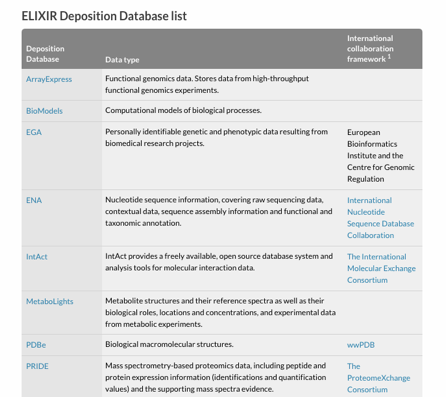 ELIXIR Deposition Database list
Deposition Database
Data type
International collaboration framework 1
ArrayExpress
Functional genomics data. Stores data from high-throughput
functional genomics experiments.
BioModels
Computational models of biological processes.
EGA
Personally identifiable genetic and phenotypic data resulting from
biomedical research projects.
European
Bioinformatics
Institute and the
Centre for Genomic
Regulation
ENA
Nucleotide sequence information, covering raw sequencing data,
contextual data, sequence assembly information and functional and
taxonomic annotation.
International
Nucleotide
Sequence Database
Collaboration
IntAct
IntAct provides a freely available, open source database system and
analysis tools for molecular interaction data.
The International
Molecular Exchange
Consortium
MetaboLights
Metabolite structures and their reference spectra as well as their
biological roles, locations and concentrations, and experimental data
from metabolic experiments.
PDBe
Biological macromolecular structures.
wwPDB
PRIDE
Mass spectrometry-based proteomics data, including peptide and
protein expression information (identifications and quantification
values) and the supporting mass spectra evidence.
The
ProteomeXchange
Consortium